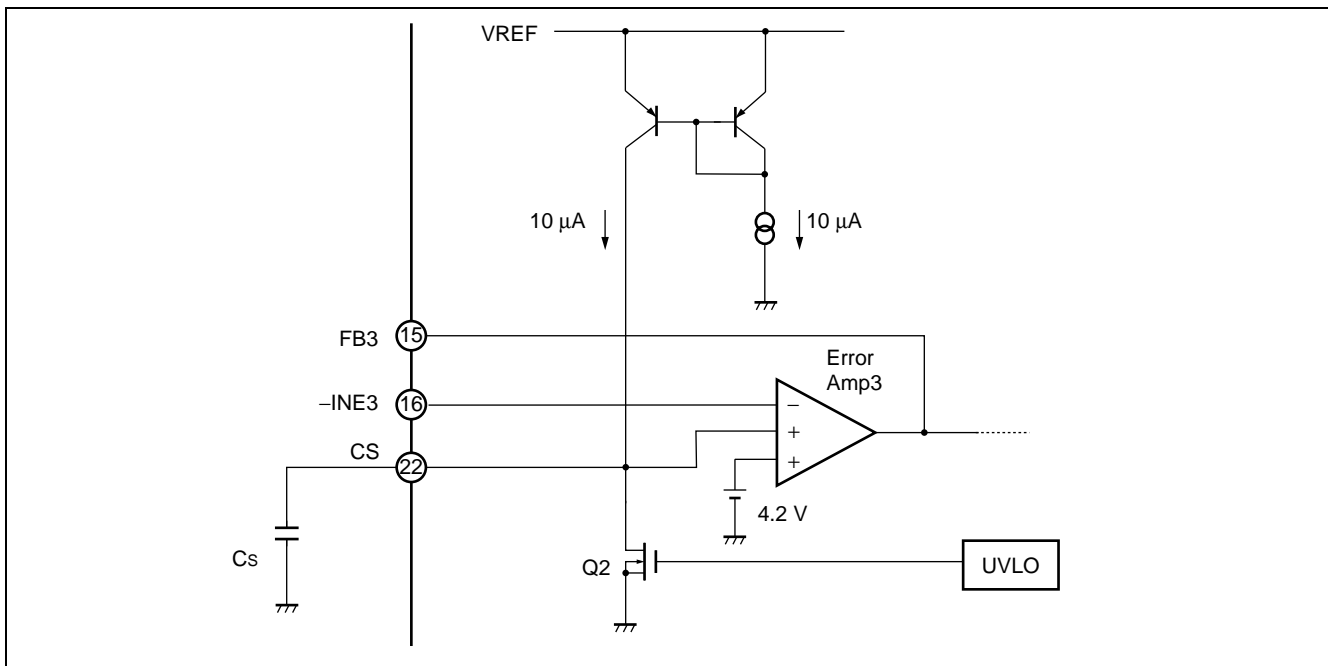 VREF
10 µA
10 µA
FB3
15
Error
Amp3
−INE3
16
−
+
CS
22
+
4.2 V
Cs
Q2
UVLO